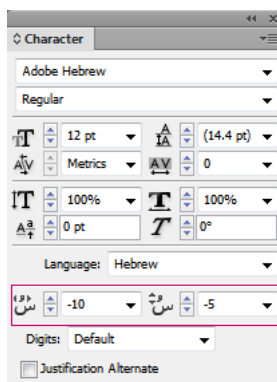 Character
Adobe Hebrew
Regular
12 pt (14.4 pt)
Metrics 0
100% 100%
0 pt 0°
Language: Hebrew
-10 -5
Digits: Default
Justification Alternate